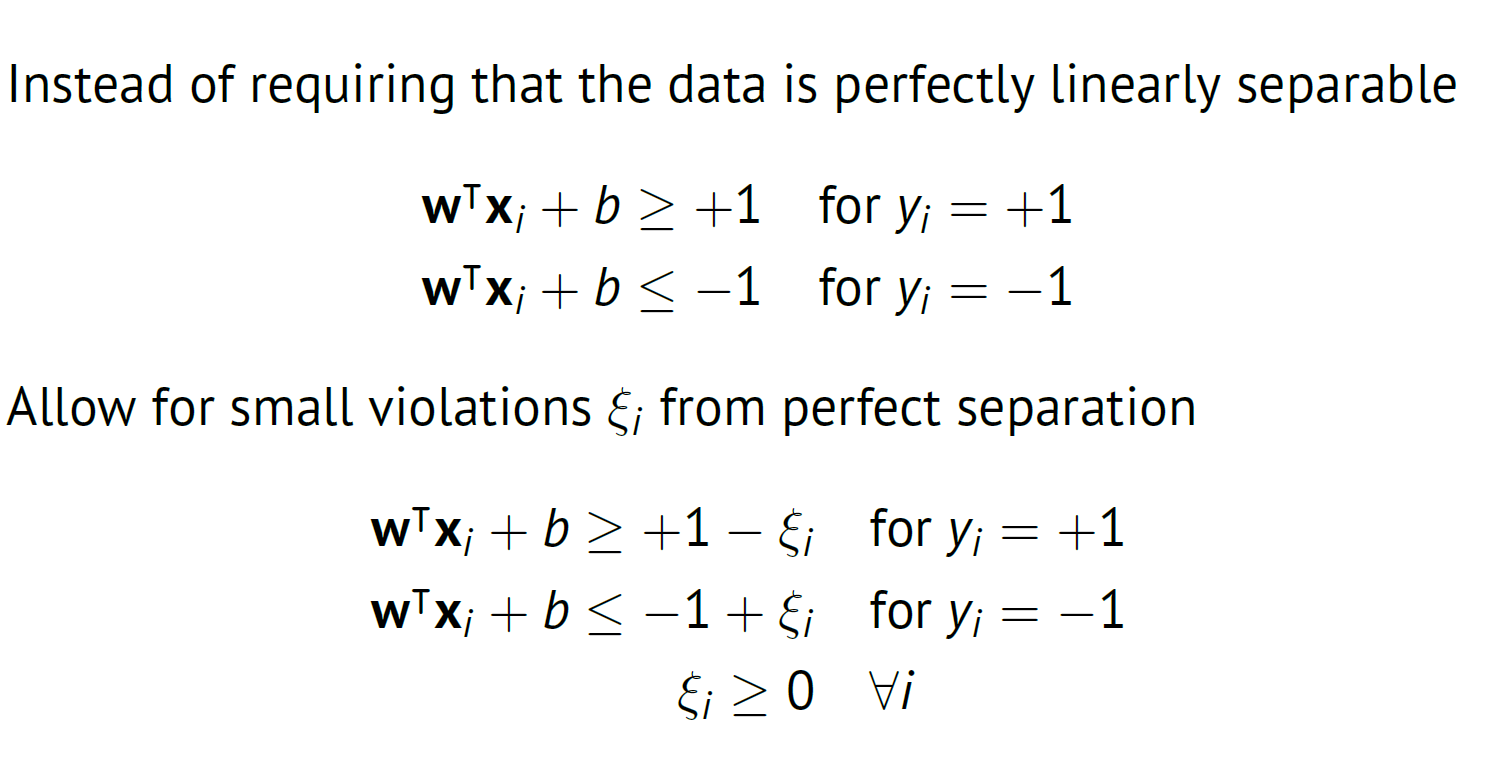 Instead of requiring that the data is perfectly linearly separable
𝐰ᵀ𝐱ᵢ + b ≥ +1 for yᵢ = +1
𝐰ᵀ𝐱ᵢ + b ≤ −1 for yᵢ = −1
Allow for small violations ξᵢ from perfect separation
𝐰ᵀ𝐱ᵢ + b ≥ +1 − ξᵢ for yᵢ = +1
𝐰ᵀ𝐱ᵢ + b ≤ −1 + ξᵢ for yᵢ = −1
ξᵢ ≥ 0 ∀i